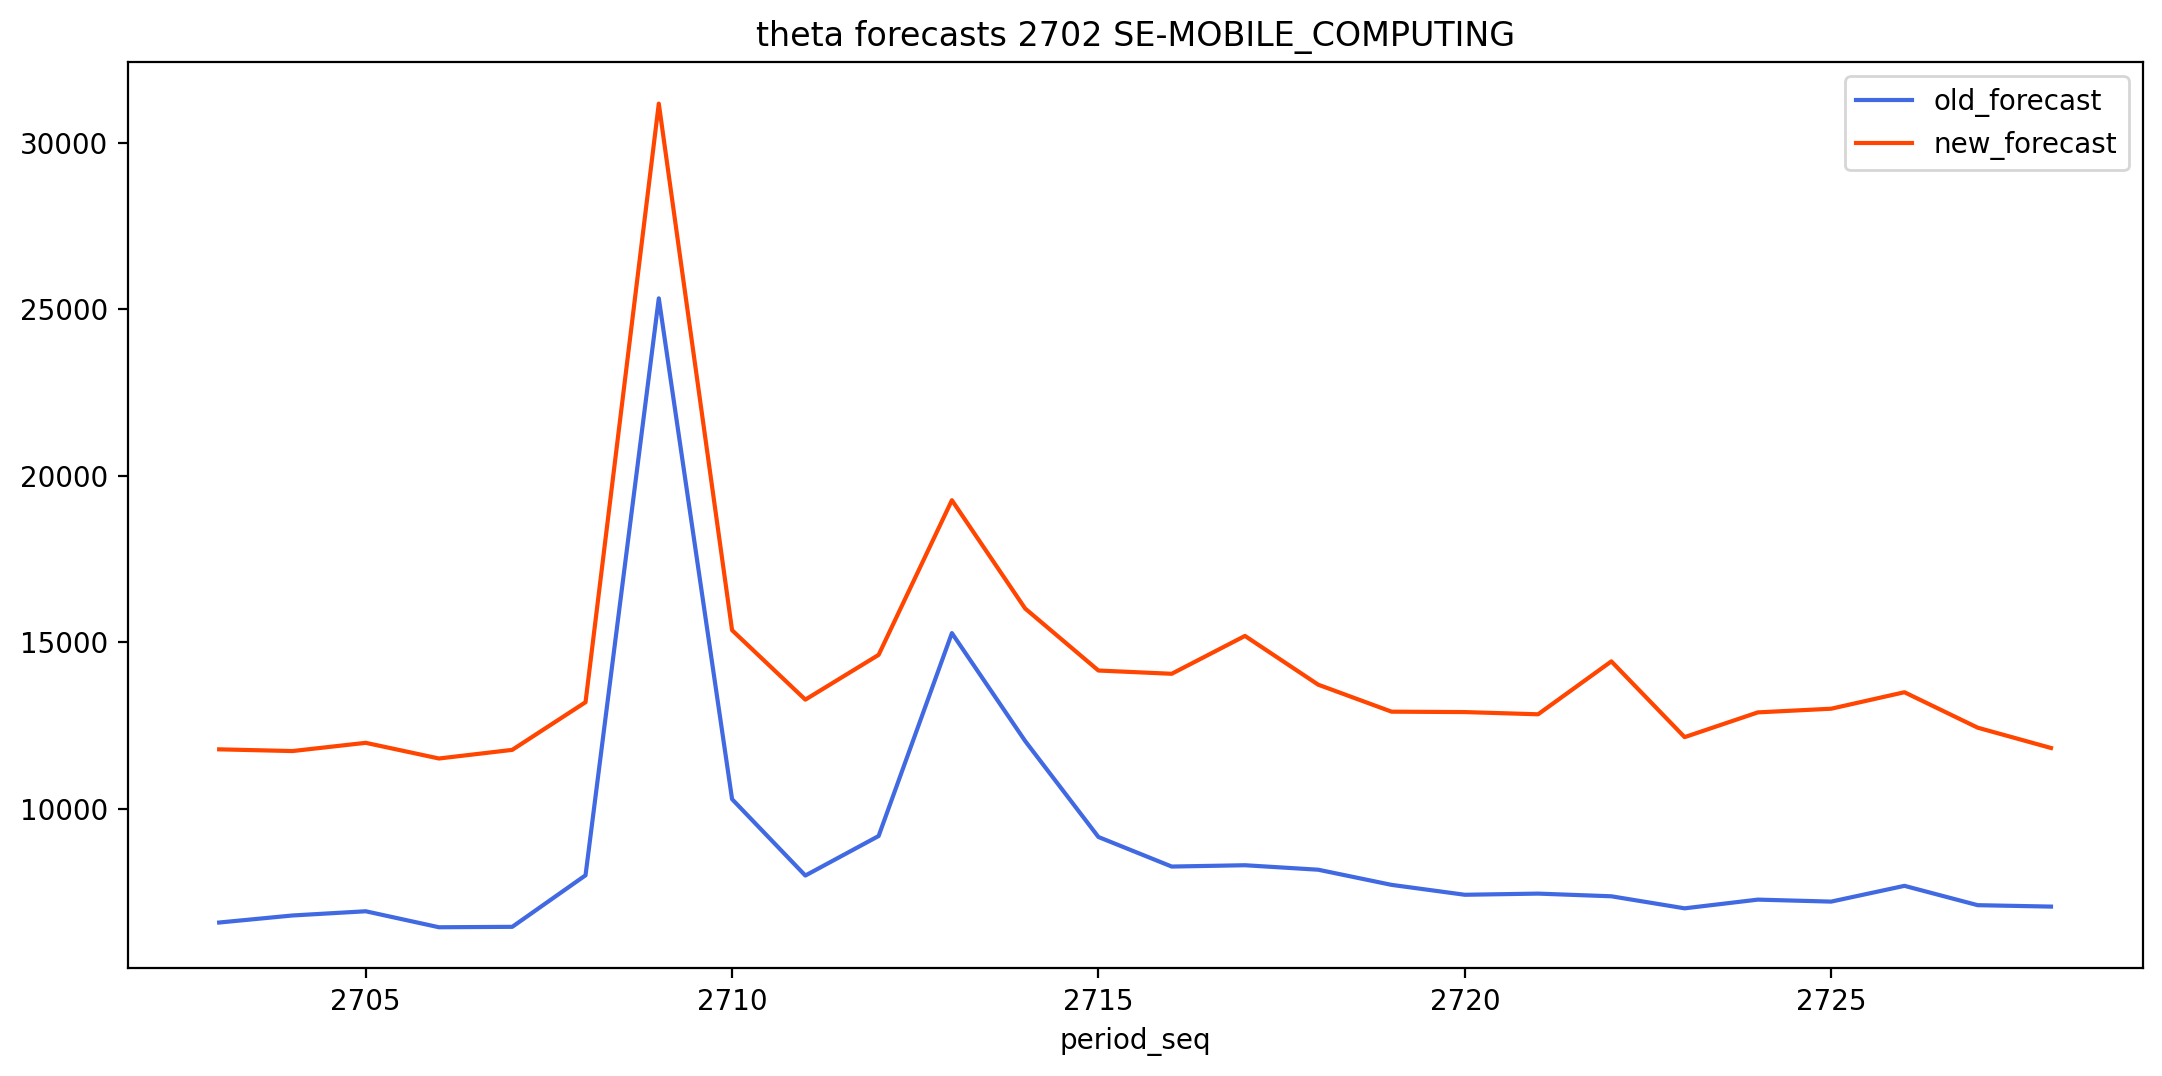 theta forecasts 2702 SE-MOBILE_COMPUTING
old_forecast
new_forecast
30000
25000
20000
15000
10000
2705 2710 2715 2720 2725
period_seq